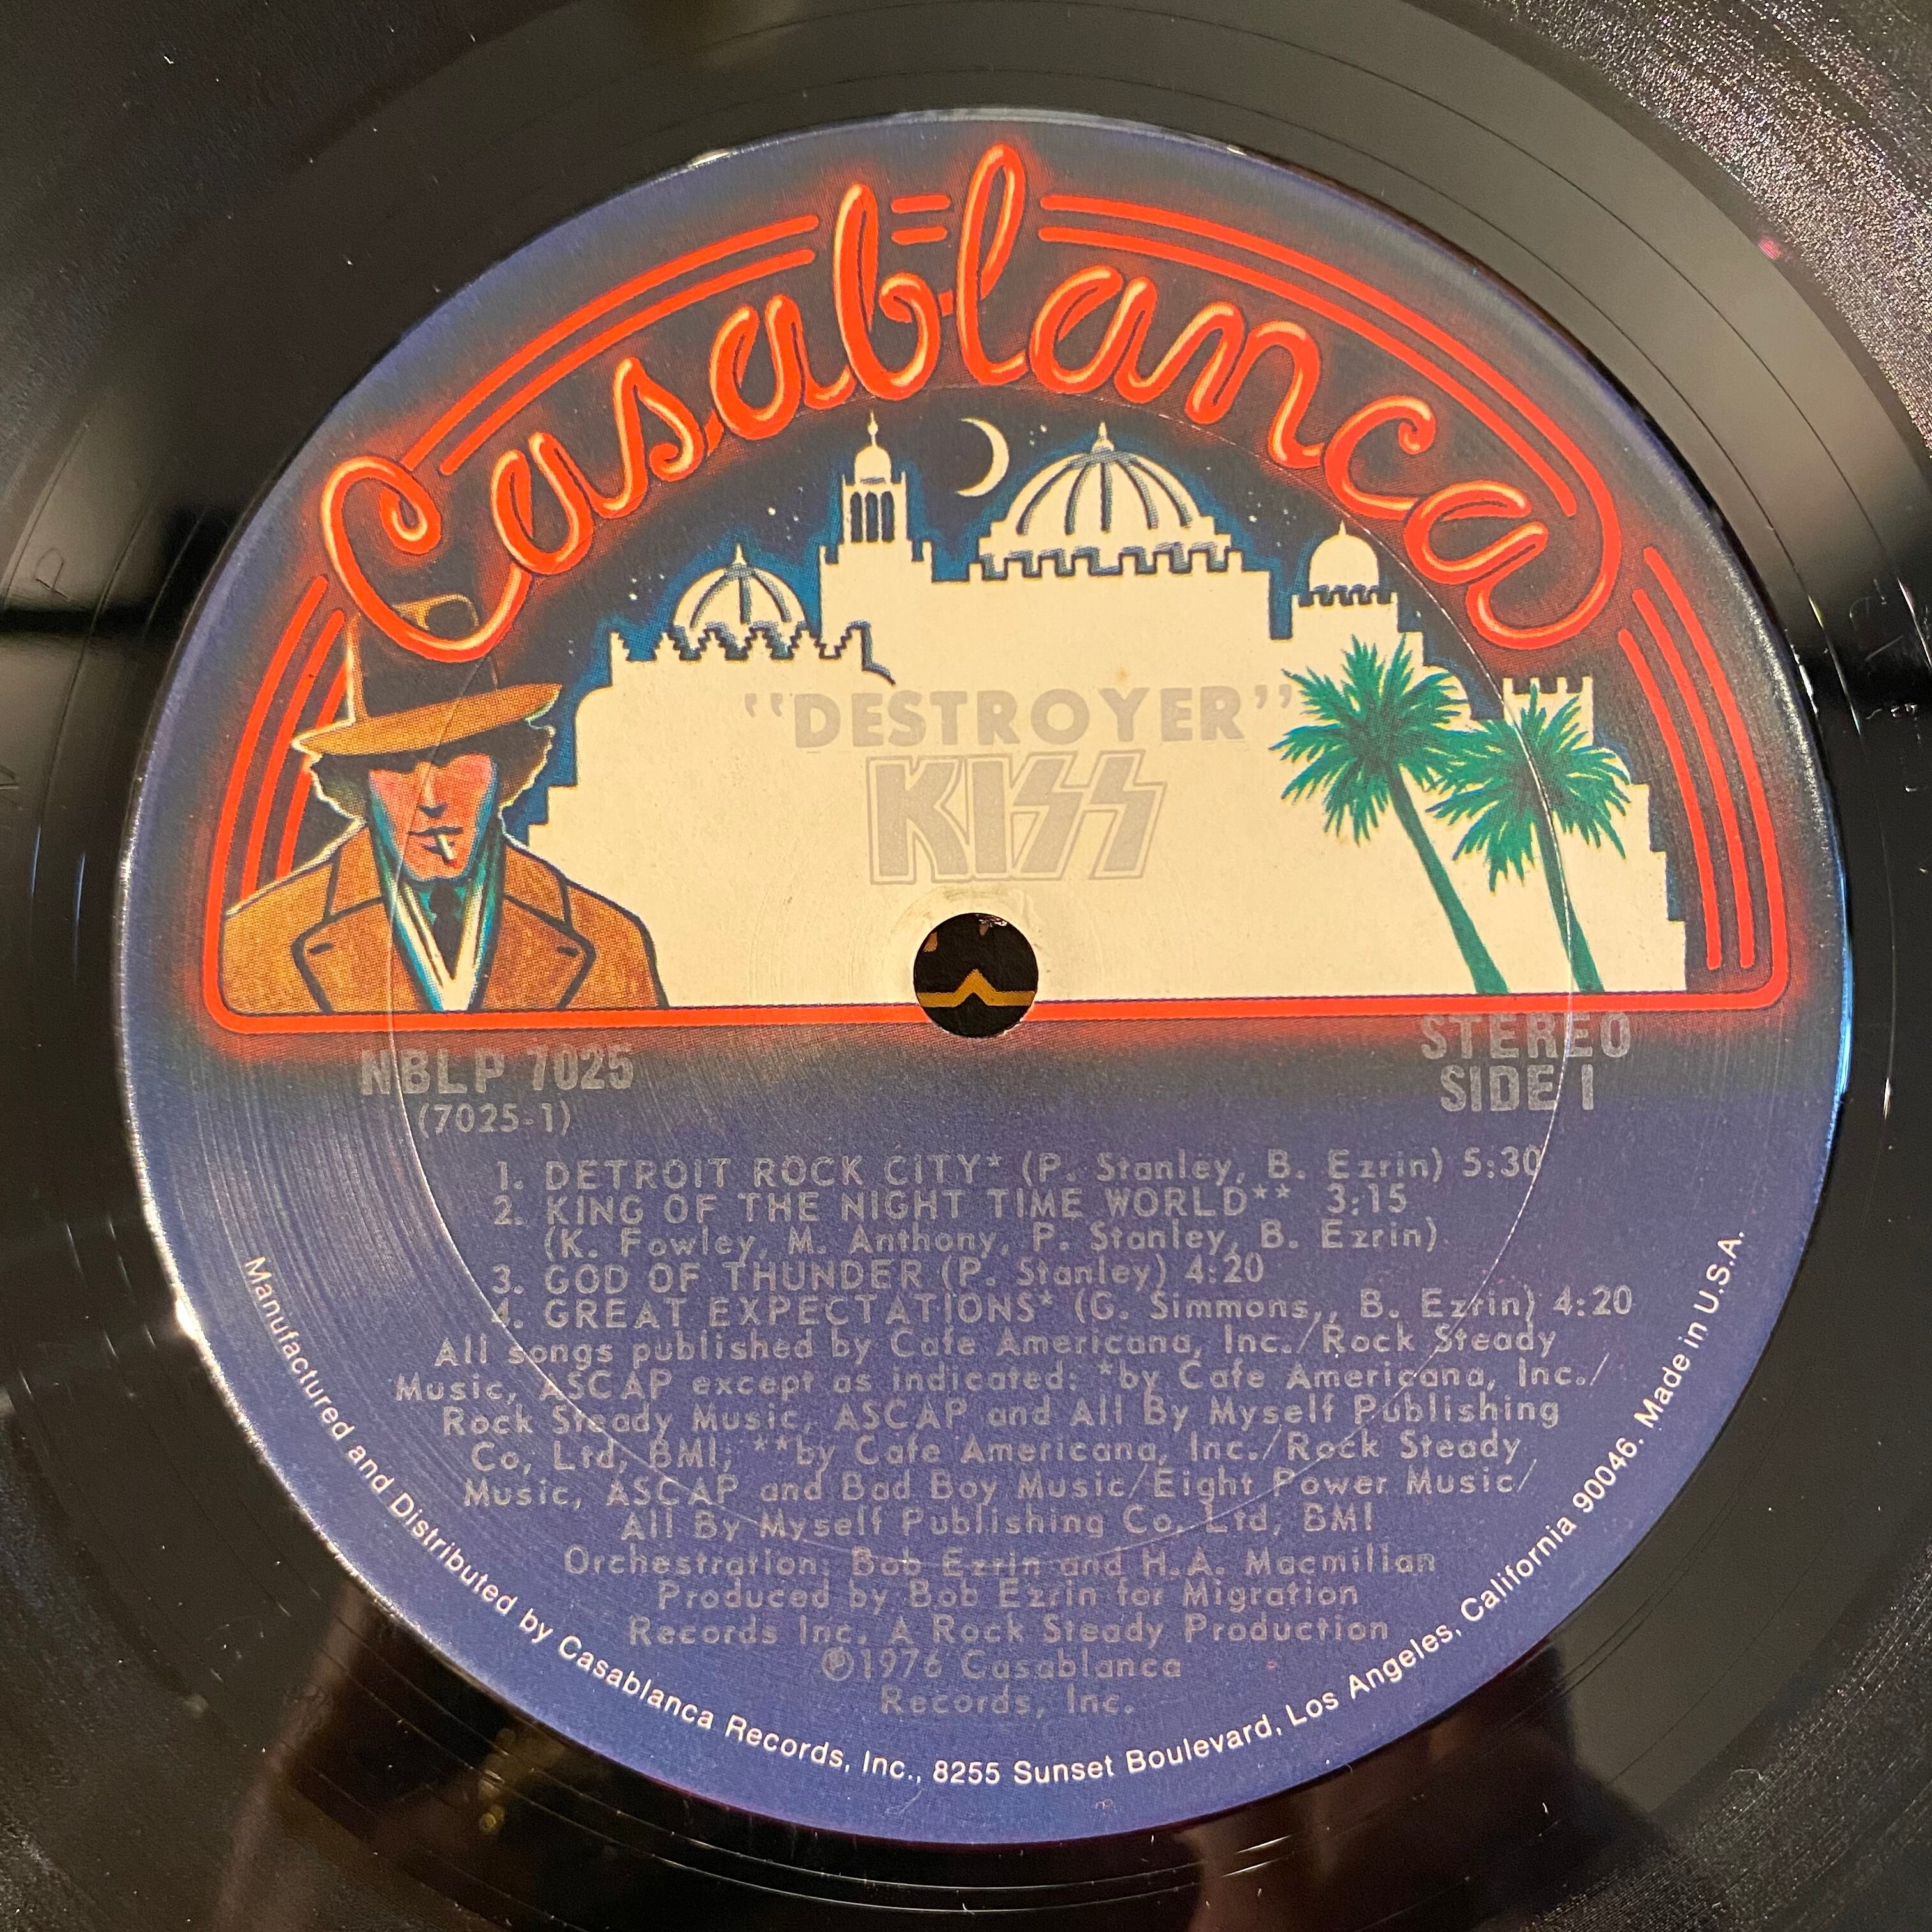 Casablanca
"DESTROYER"
KISS
NBLP 7025
(7025-1)
STEREO
SIDE 1
1. DETROIT ROCK CITY* (P. Stanley, B. Ezrin) 5:30
2. KING OF THE NIGHT TIME WORLD** 3:15
(K. Fowley, M. Anthony, P. Stanley, B. Ezrin)
3. GOD OF THUNDER (P. Stanley) 4:20
4. GREAT EXPECTATIONS* (G. Simmons,, B. Ezrin) 4:20
All songs published by Cafe Americana, Inc./Rock Steady
Music, ASCAP except as indicated: *by Cafe Americana, Inc./
Rock Steady Music, ASCAP and All By Myself Publishing
Co, Ltd, BMI; **by Cafe Americana, Inc./Rock Steady
Music, ASCAP and Bad Boy Music/Eight Power Music/
All By Myself Publishing Co, Ltd, BMI
Orchestration: Bob Ezrin and H.A. Macmillan
Produced by Bob Ezrin for Migration
Records Inc. A Rock Steady Production
℗1976 Casablanca
Records, Inc.
Manufactured and Distributed by Casablanca Records, Inc., 8255 Sunset Boulevard, Los Angeles, California 90046. Made in U.S.A.